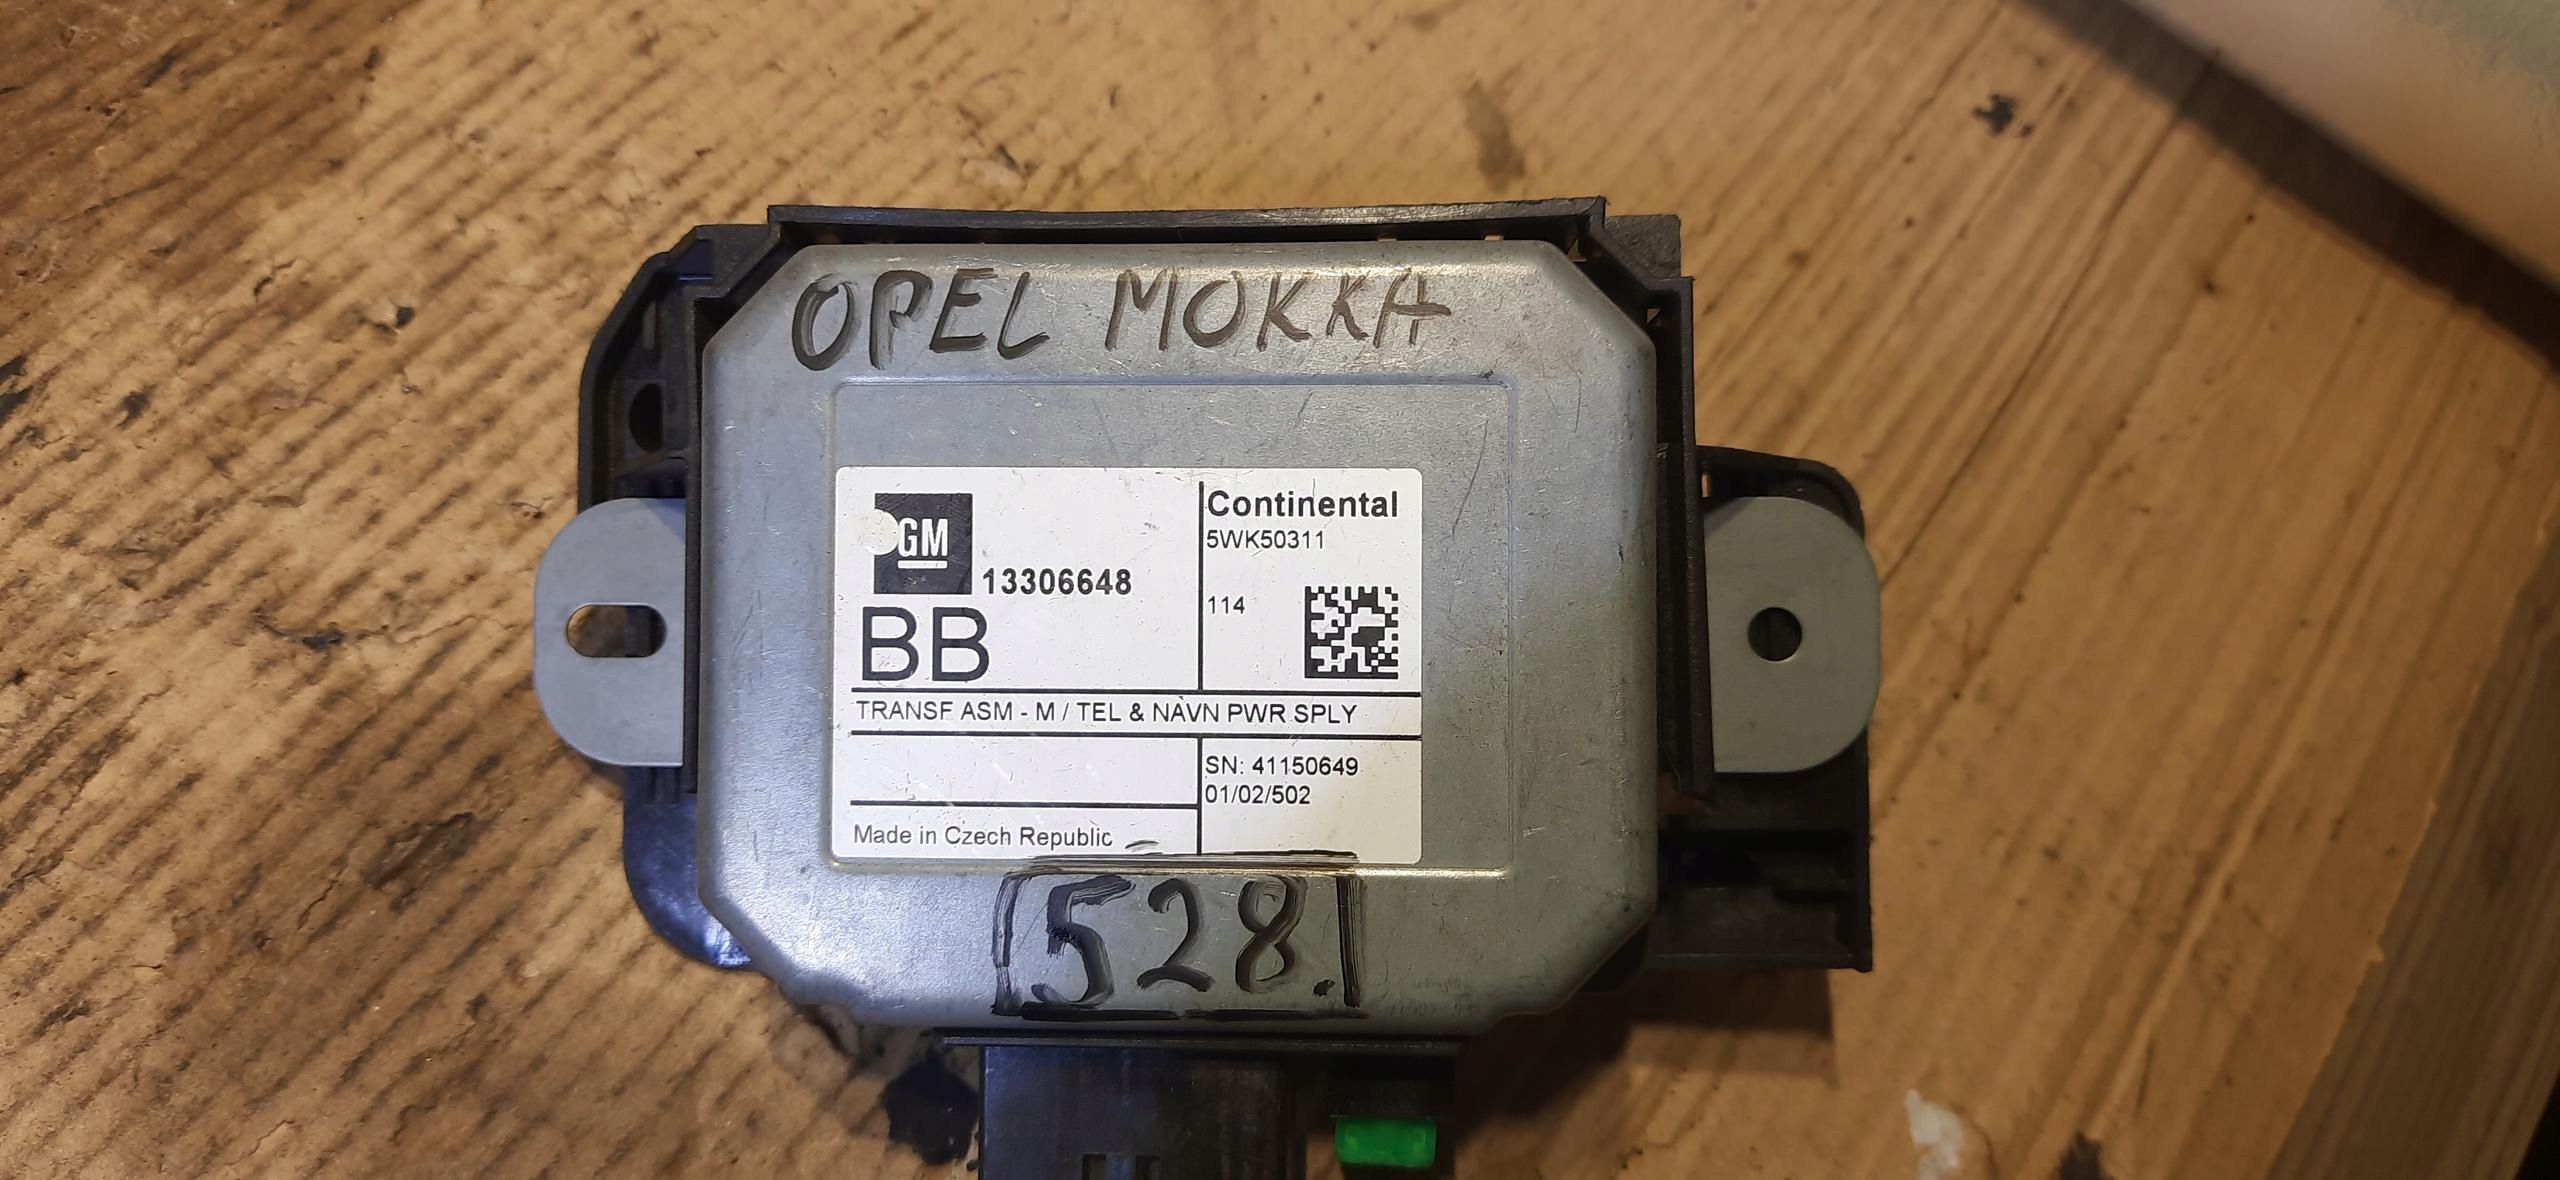 OPEL MOKKA
GM
13306648
BB
Continental
5WK50311
114
TRANSF ASM - M / TEL & NAVN PWR SPLY
SN: 41150649
01/02/502
Made in Czech Republic
528.